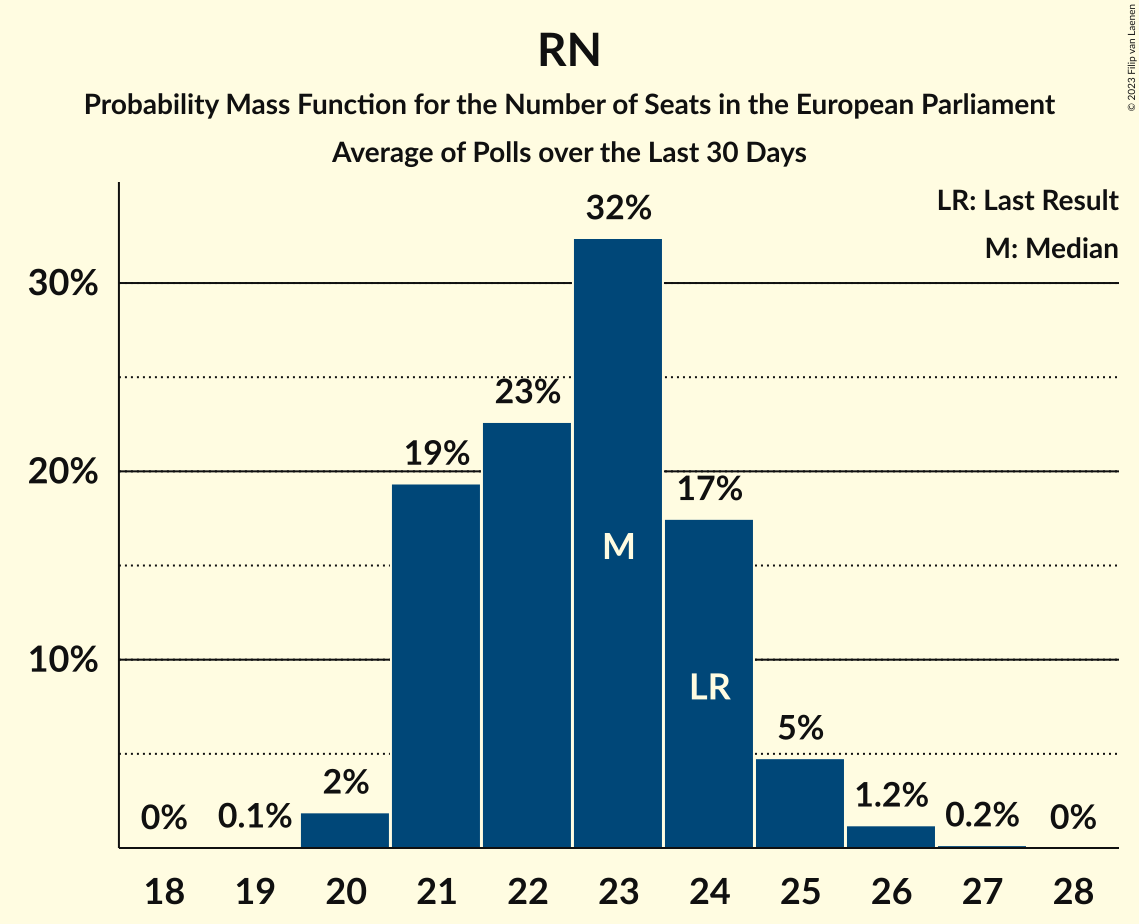 RN
Probability Mass Function for the Number of Seats in the European Parliament
Average of Polls over the Last 30 Days
© 2023 Filip van Laenen
LR: Last Result
M: Median
30%
20%
10%
0%
0.1%
2%
19%
23%
32%
17%
5%
1.2%
0.2%
0%
M
LR
18 19 20 21 22 23 24 25 26 27 28